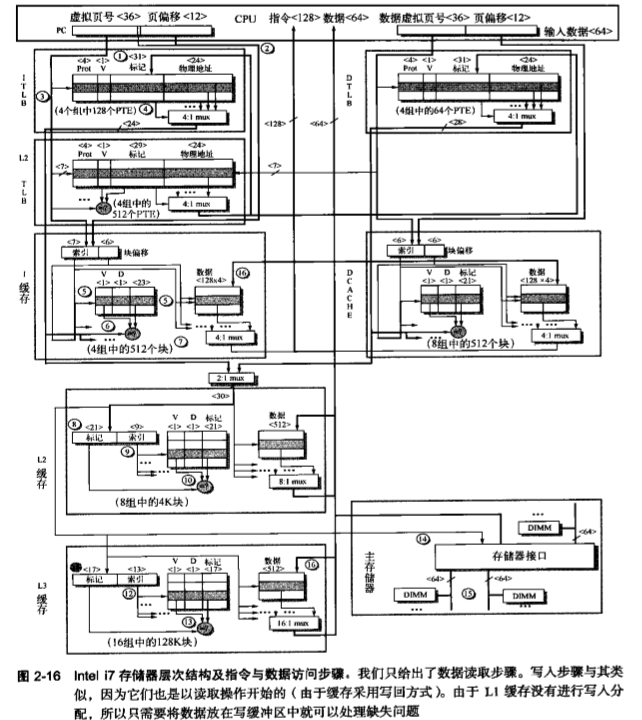 虚拟页号<36> 页偏移<12> CPU 指令<128> 数据<64> 数据虚拟页号<36> 页偏移<12>
PC 输入数据<64>
① ②
ITLB
<4> <1> <31> <24>
Prot V 标记 物理地址
③
(4个组中128个PTE) ④ 4:1 mux
<24>
DTLB
<4> <1> <31> <24>
Prot V 标记 物理地址
(4组中的64个PTE) 4:1 mux
<28>
<128> <64>
L2 TLB
<4> <1> <29> <24>
Prot V 标记 物理地址
<7> <7>
(4组中的
512个PTE) 4:1 mux
I缓存
<7> <6>
索引 块偏移
V D 数据
<1> <1> <23> <128×4>
⑤ ⑤ ⑯
⑥ ⑦
(4组中的512个块) 4:1 mux
DCACHE
<6> <6>
索引 块偏移
V D 标记 数据
<1> <1> <21> <128 ×4>
(8组中的512个块) 4:1 mux
2:1 mux
<30>
L2缓存
⑧ <21> <9>
标记 索引
V D 标记 数据
<1> <1> <21> <512>
⑨ ⑩
(8组中的4K块) 8:1 mux
L3缓存
<17> <13>
标记 索引
V D 标记 数据
<1> <1> <17> <512>
⑫ ⑬ ⑯
(16组中的128K块) 16:1 mux
主存储器
DIMM <64>
⑭ 存储器接口
<64> ⑮ <64>
DIMM DIMM
图 2-16 Intel i7 存储器层次结构及指令与数据访问步骤。我们只给出了数据读取步骤。写入步骤与其类
似，因为它们也是以读取操作开始的（由于缓存采用写回方式）。由于 L1 缓存没有进行写入分
配，所以只需要将数据放在写缓冲区中就可以处理缺失问题